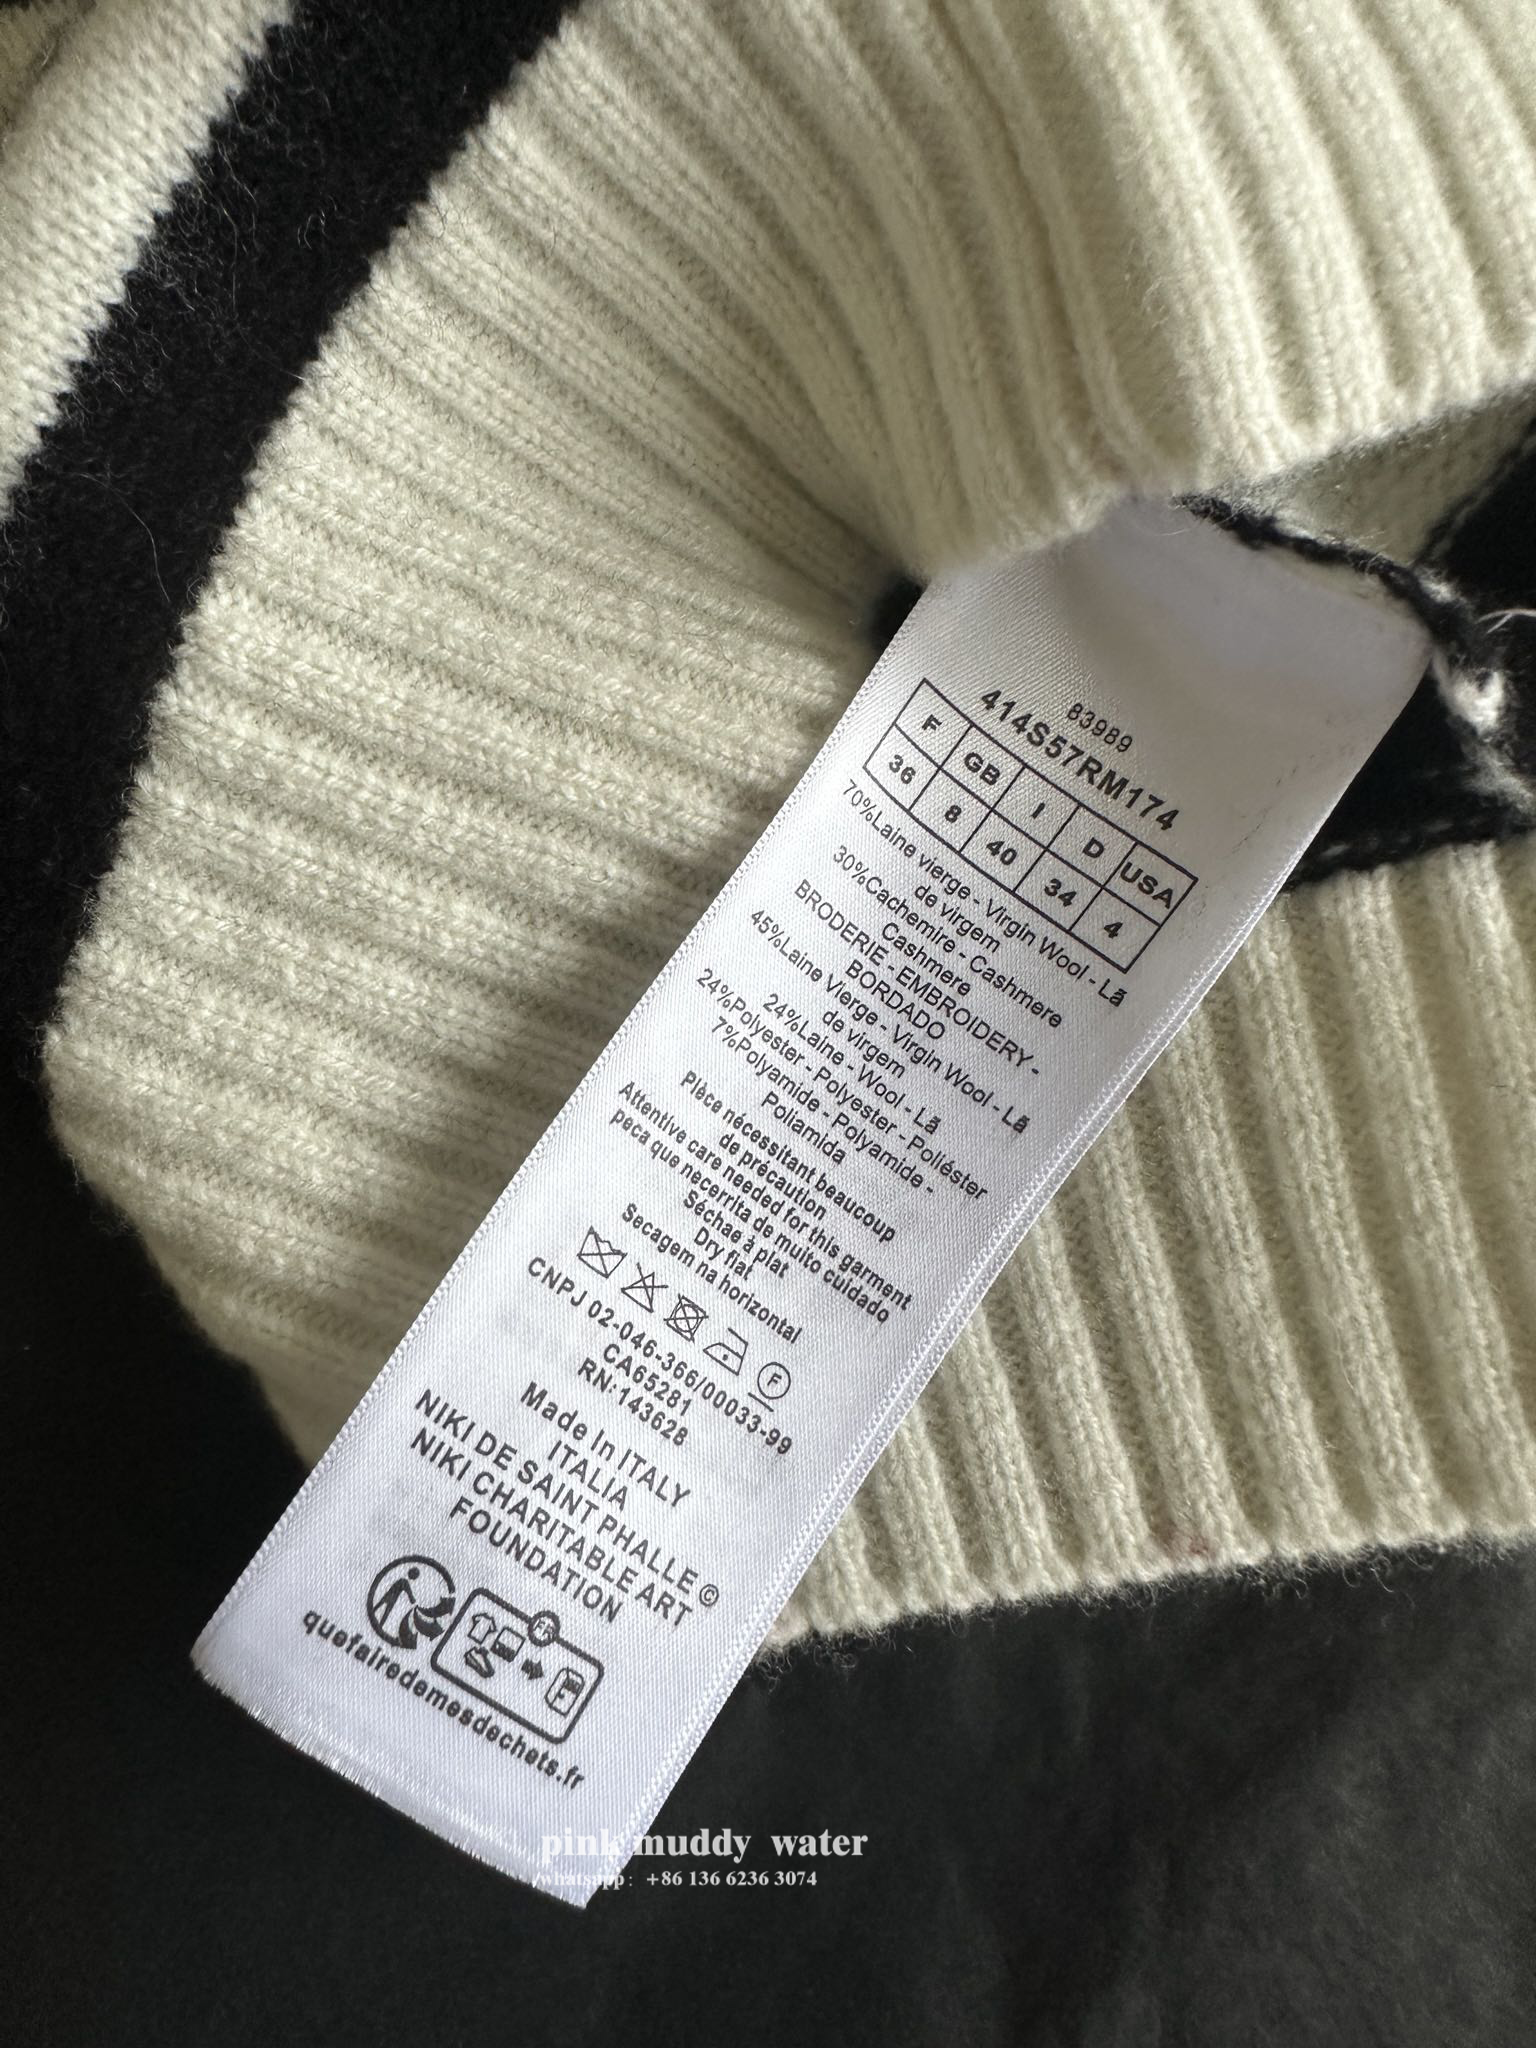 83989
414S57RM174
F GB I D USA
36 8 40 34 4
70%Laine vierge - Virgin Wool - Lã
de virgem
30%Cachemire - Cashmere
Cashmere
BRODERIE - EMBROIDERY -
BORDADO
45%Laine Vierge - Virgin Wool - Lã
de virgem
24%Laine - Wool - Lã
24%Polyester - Polyester - Poliéster
7%Polyamide - Polyamide -
Poliamida
Pièce nécessitant beaucoup
de précaution
Attentive care needed for this garment
peca que necerrita de muito cuidado
Séchae à plat
Dry fiat
Secagem na horizontal
F
CNPJ 02-046-366/00033-99
CA65281
RN:143628
Made In ITALY
ITALIA
NIKI DE SAINT PHALLE ©
NIKI CHARITABLE ART
FOUNDATION
FR
quefairedemesdechets.fr
pink muddy water
whatsapp: +86 136 6236 3074